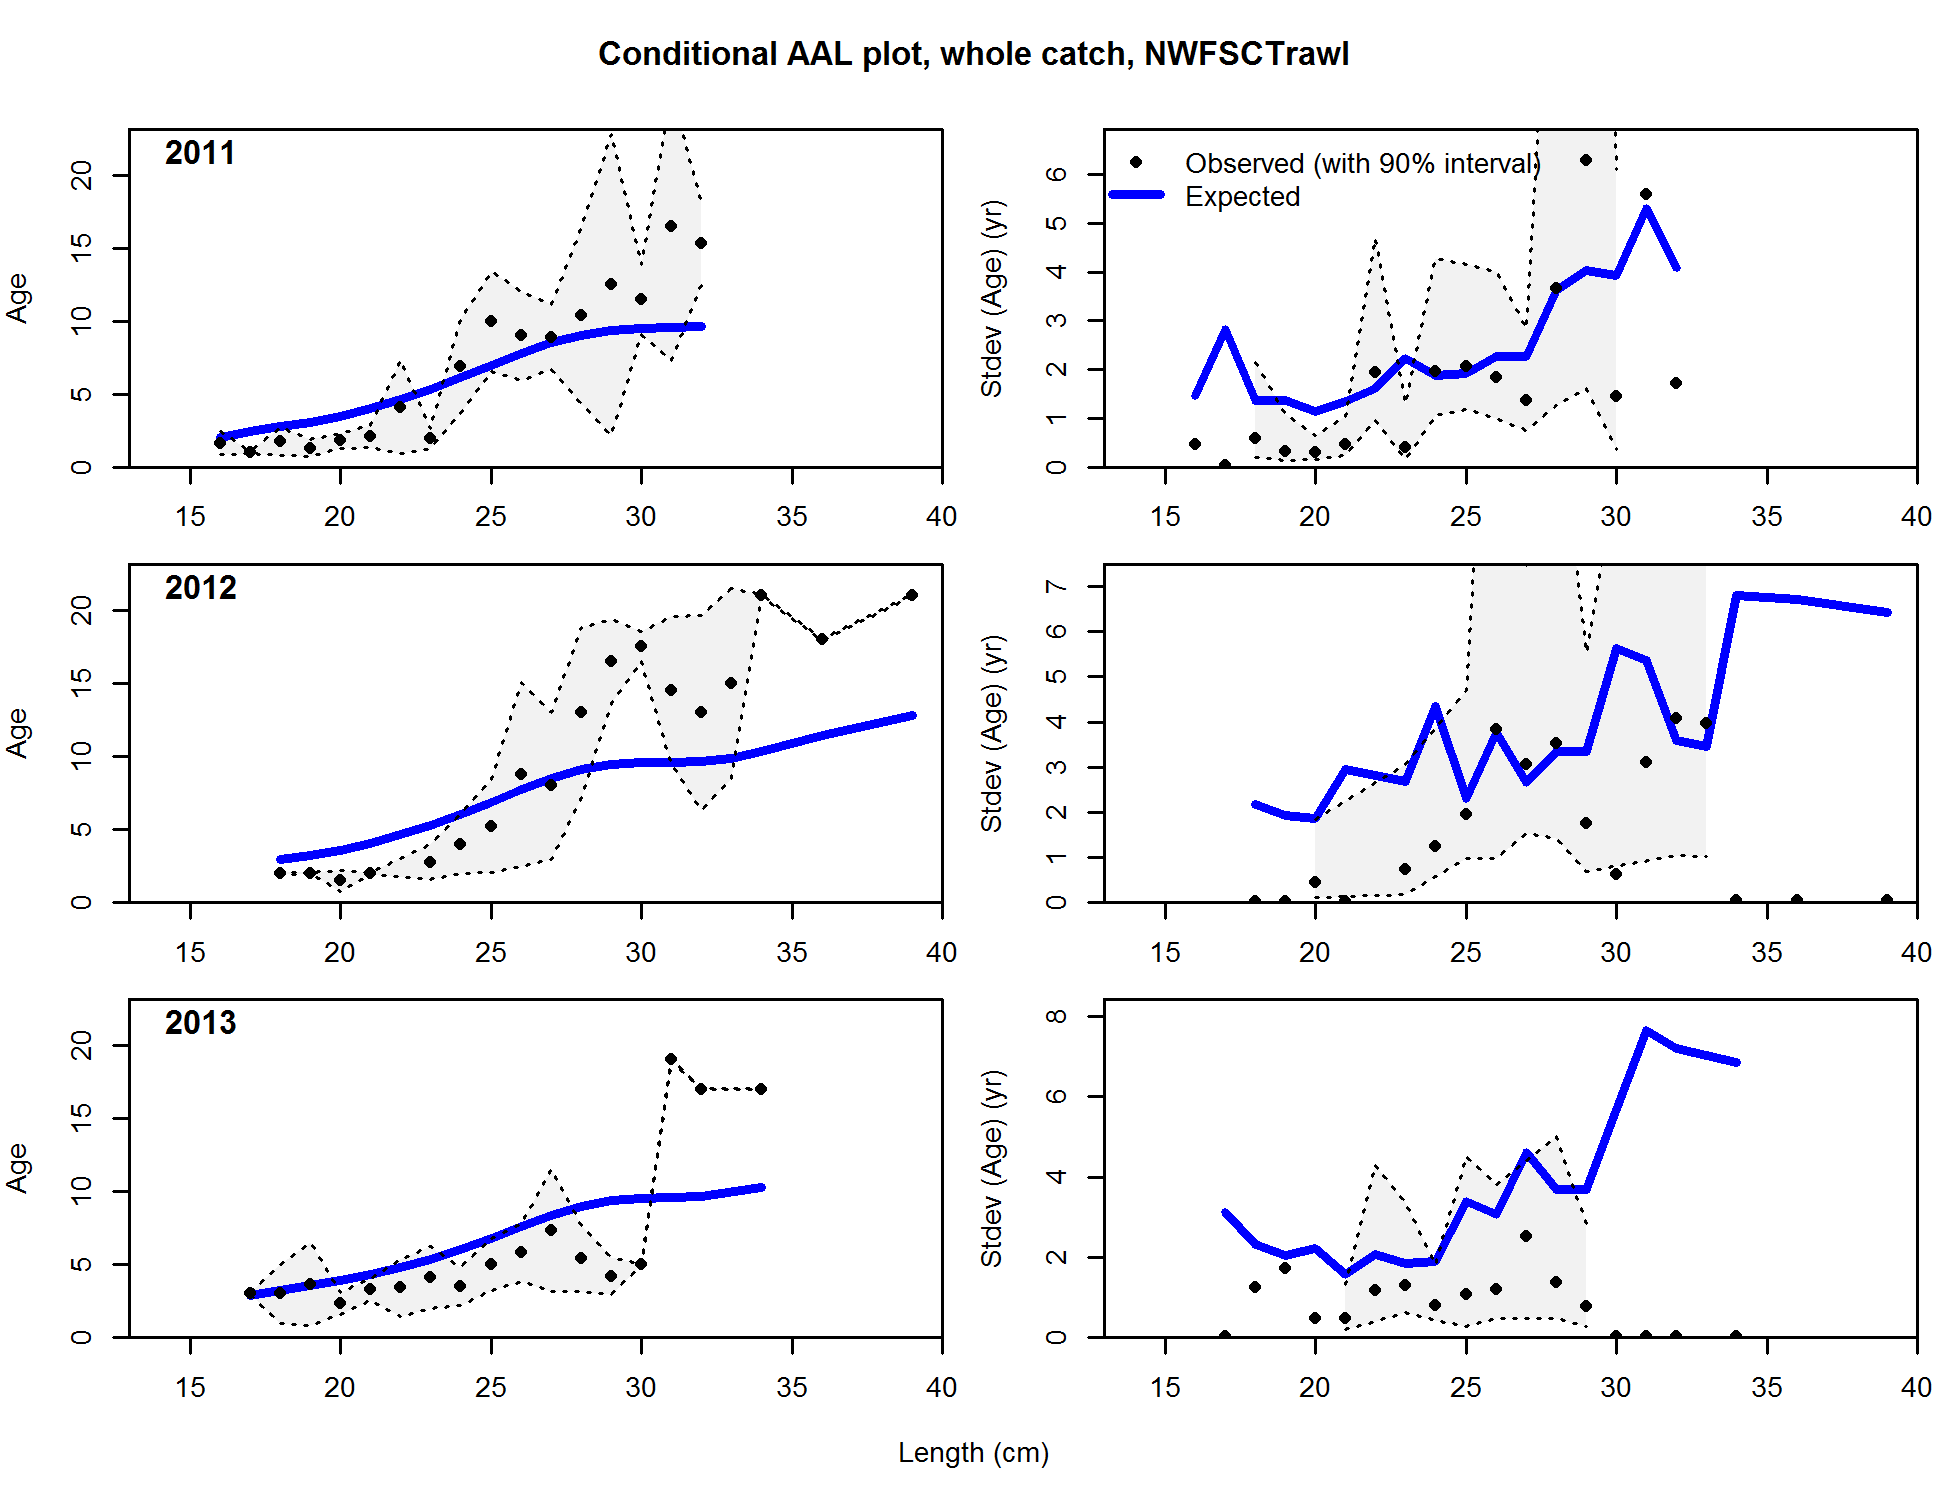 Conditional AAL plot, whole catch, NWFSCTrawl
2011
Age
0 5 10 15 20
15 20 25 30 35 40
Observed (with 90% interval)
Expected
Stdev (Age) (yr)
0 1 2 3 4 5 6
15 20 25 30 35 40
2012
Age
0 5 10 15 20
15 20 25 30 35 40
Stdev (Age) (yr)
0 1 2 3 4 5 6 7
15 20 25 30 35 40
2013
Age
0 5 10 15 20
15 20 25 30 35 40
Stdev (Age) (yr)
0 2 4 6 8
15 20 25 30 35 40
Length (cm)